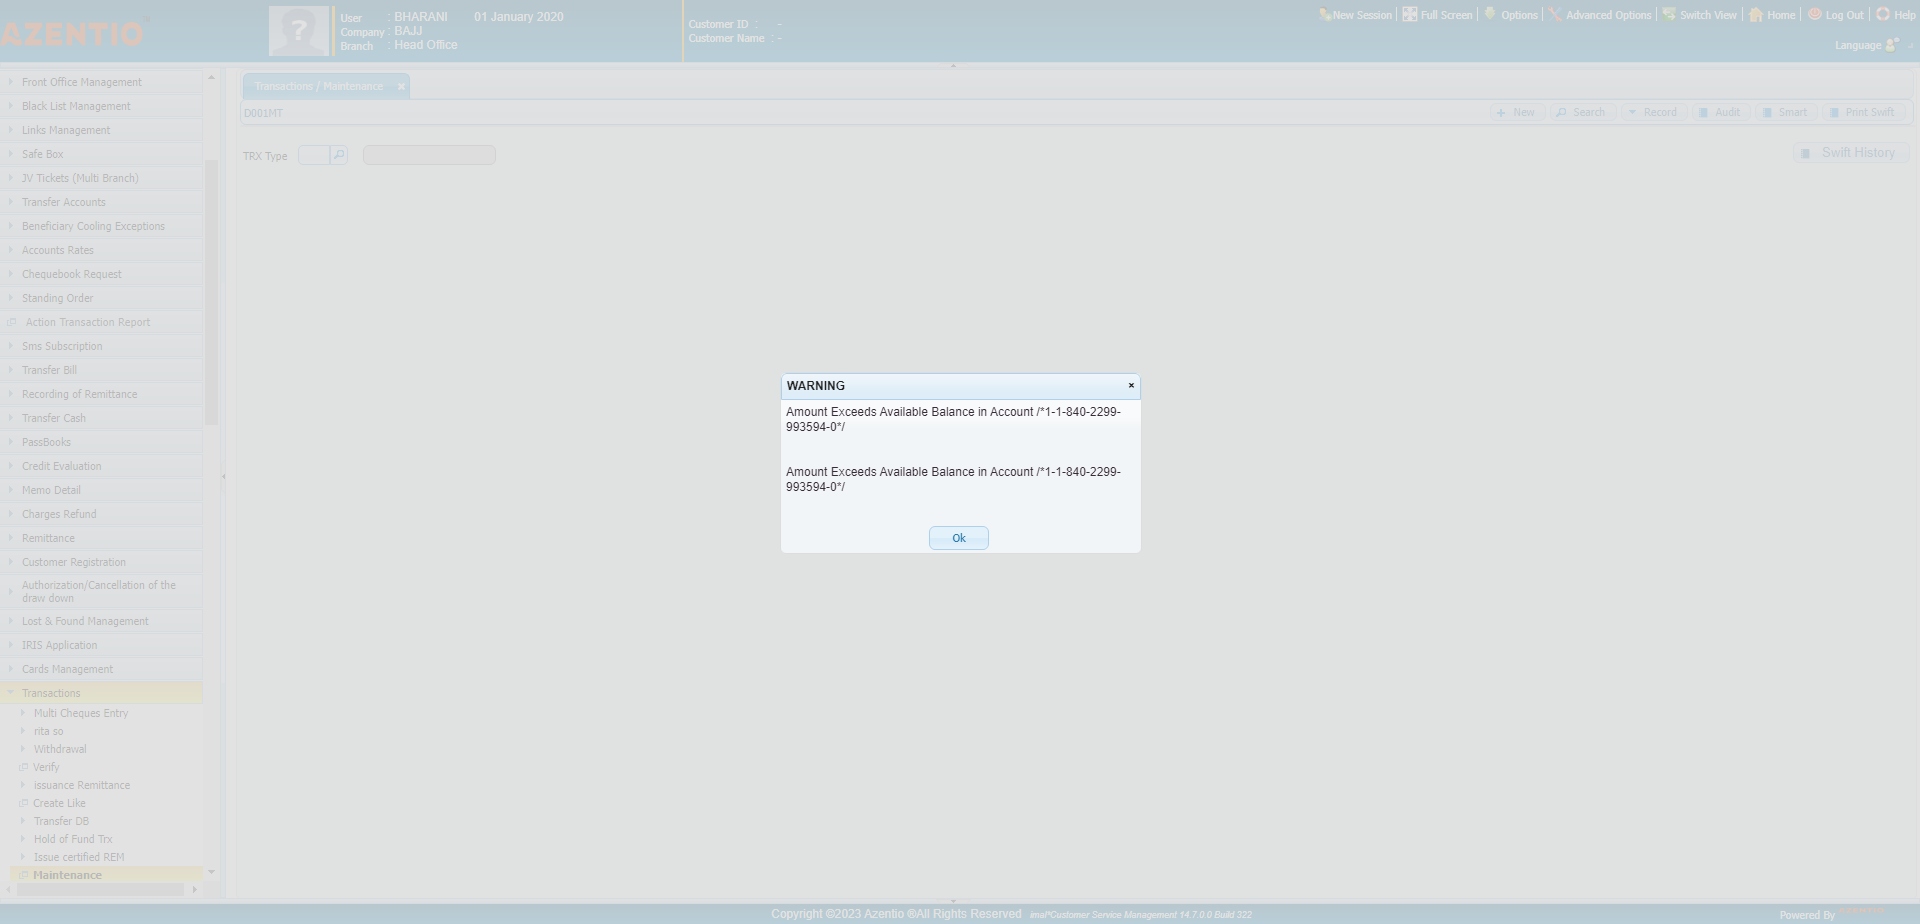 AZENTIO
User : BHARANI 01 January 2020
Company : BAJJ
Branch : Head Office
Customer ID : -
Customer Name : -
New Session Full Screen Options Advanced Options Switch View Home Log Out Help
Language
Front Office Management
Black List Management
Links Management
Safe Box
JV Tickets (Multi Branch)
Transfer Accounts
Beneficiary Cooling Exceptions
Accounts Rates
Chequebook Request
Standing Order
Action Transaction Report
Sms Subscription
Transfer Bill
Recording of Remittance
Transfer Cash
PassBooks
Credit Evaluation
Memo Detail
Charges Refund
Remittance
Customer Registration
Authorization/Cancellation of the
draw down
Lost & Found Management
IRIS Application
Cards Management
Transactions
Multi Cheques Entry
rita so
Withdrawal
Verify
issuance Remittance
Create Like
Transfer DB
Hold of Fund Trx
Issue certified REM
Maintenance
Transactions / Maintenance
D001MT
New Search Record Audit Smart Print Swift
TRX Type
Swift History
WARNING
Amount Exceeds Available Balance in Account /*1-1-840-2299-
993594-0*/
Amount Exceeds Available Balance in Account /*1-1-840-2299-
993594-0*/
Ok
Copyright ©2023 Azentio ®All Rights Reserved imal*Customer Service Management 14.7.0.0 Build 322
Powered By